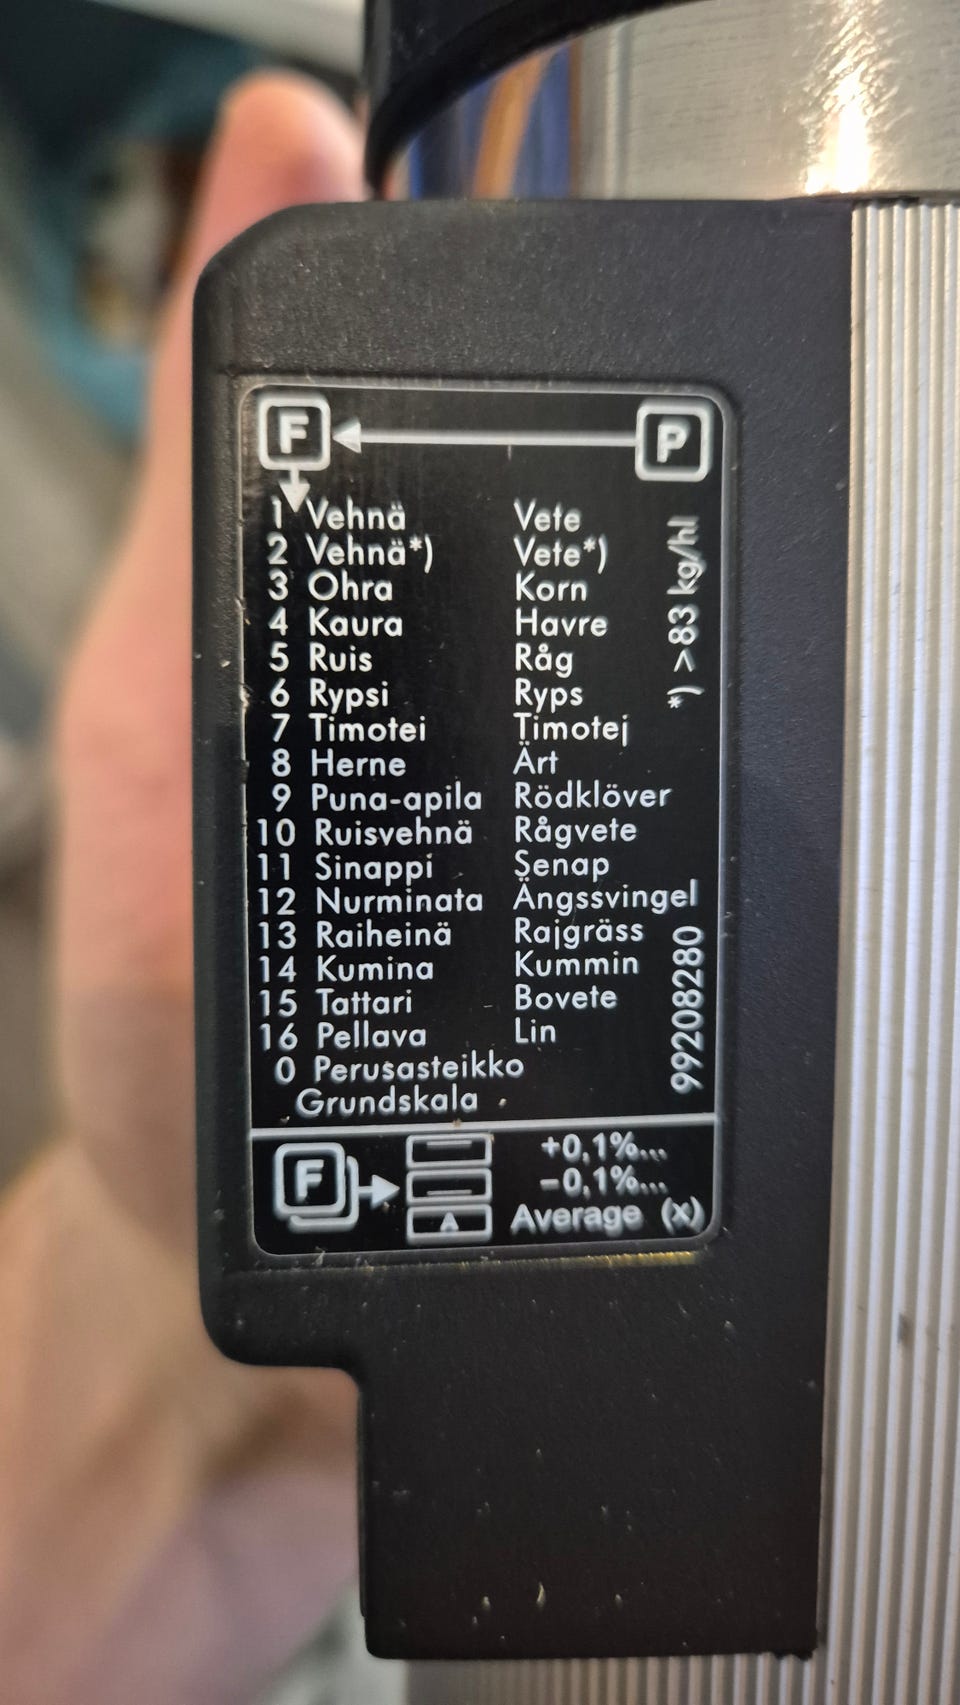 F P
1 Vehnä Vete
2 Vehnä*) Vete*)
3 Ohra Korn
4 Kaura Havre
5 Ruis Råg
6 Rypsi Ryps
7 Timotei Timotej
8 Herne Ärt
9 Puna-apila Rödklöver
10 Ruisvehnä Rågvete
11 Sinappi Senap
12 Nurminata Ängssvingel
13 Raiheinä Rajgräss
14 Kumina Kummin
15 Tattari Bovete
16 Pellava Lin
0 Perusasteikko
Grundskala
*) >83 kg/hl
99208280
F +0,1%...
-0,1%...
A Average (x)